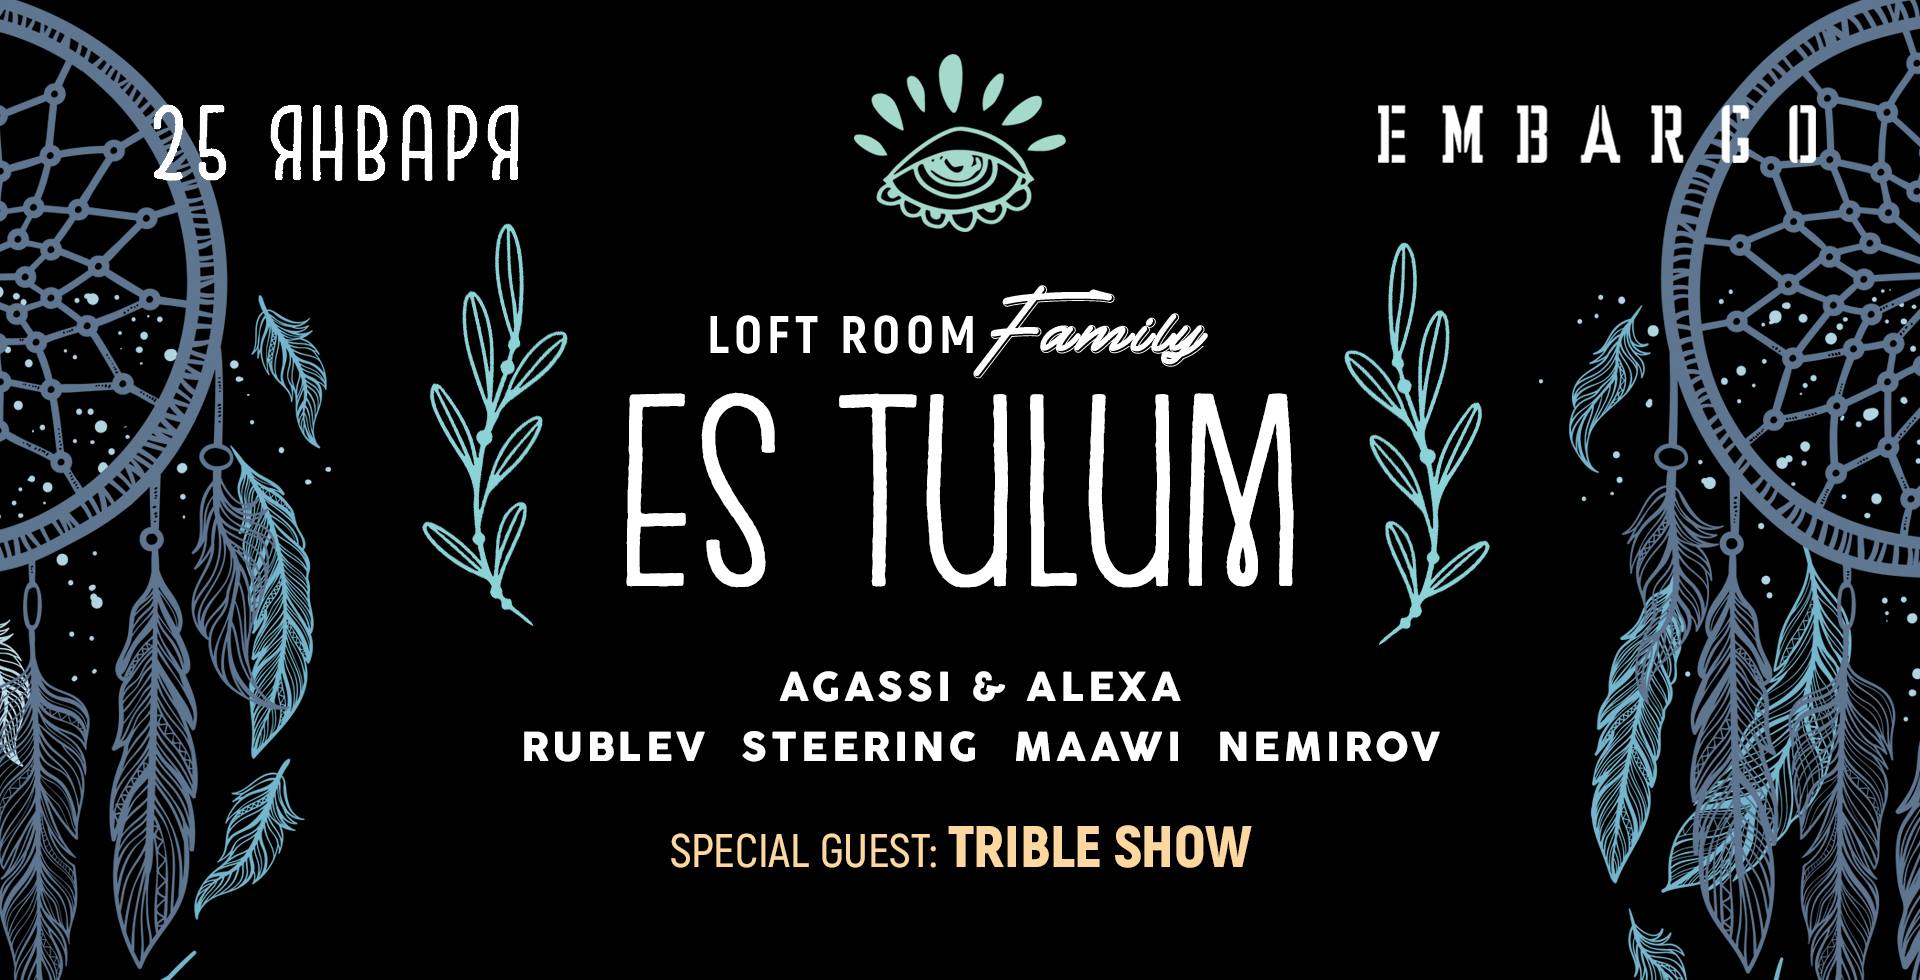 25 ЯНВАРЯ
EMBARGO
LOFT ROOM Family
ES TULUM
AGASSI & ALEXA
RUBLEV STEERING MAAWI NEMIROV
SPECIAL GUEST: TRIBLE SHOW